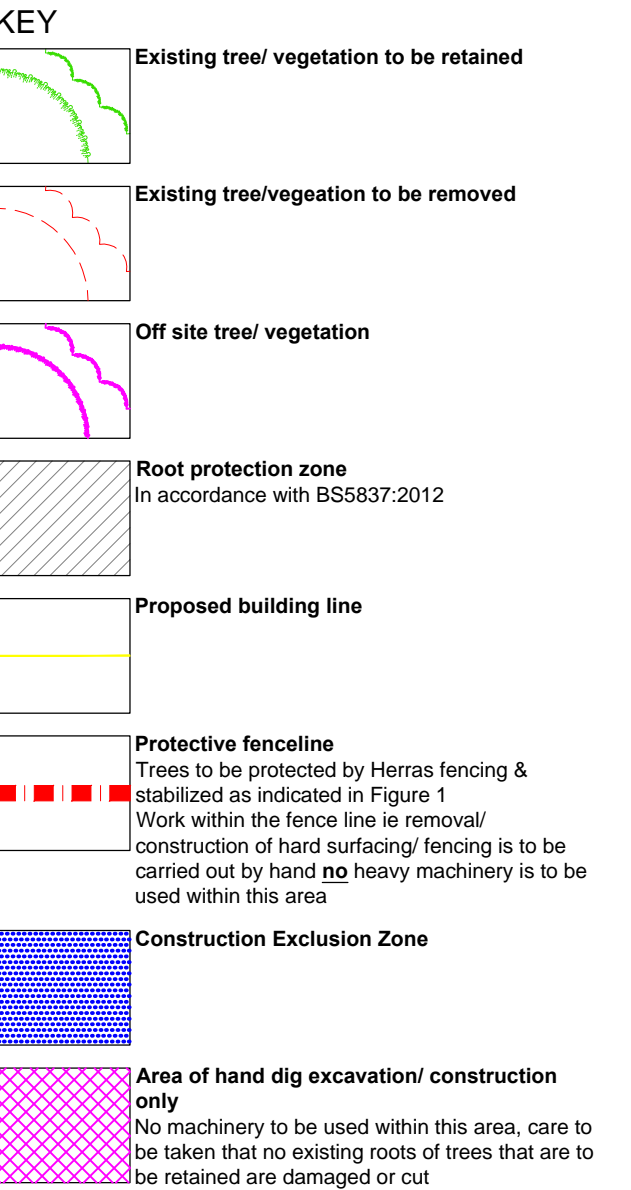 KEY
Existing tree/ vegetation to be retained
Existing tree/vegeation to be removed
Off site tree/ vegetation
Root protection zone
In accordance with BS5837:2012
Proposed building line
Protective fenceline
Trees to be protected by Herras fencing &
stabilized as indicated in Figure 1
Work within the fence line ie removal/
construction of hard surfacing/ fencing is to be
carried out by hand no heavy machinery is to be
used within this area
Construction Exclusion Zone
Area of hand dig excavation/ construction
only
No machinery to be used within this area, care to
be taken that no existing roots of trees that are to
be retained are damaged or cut